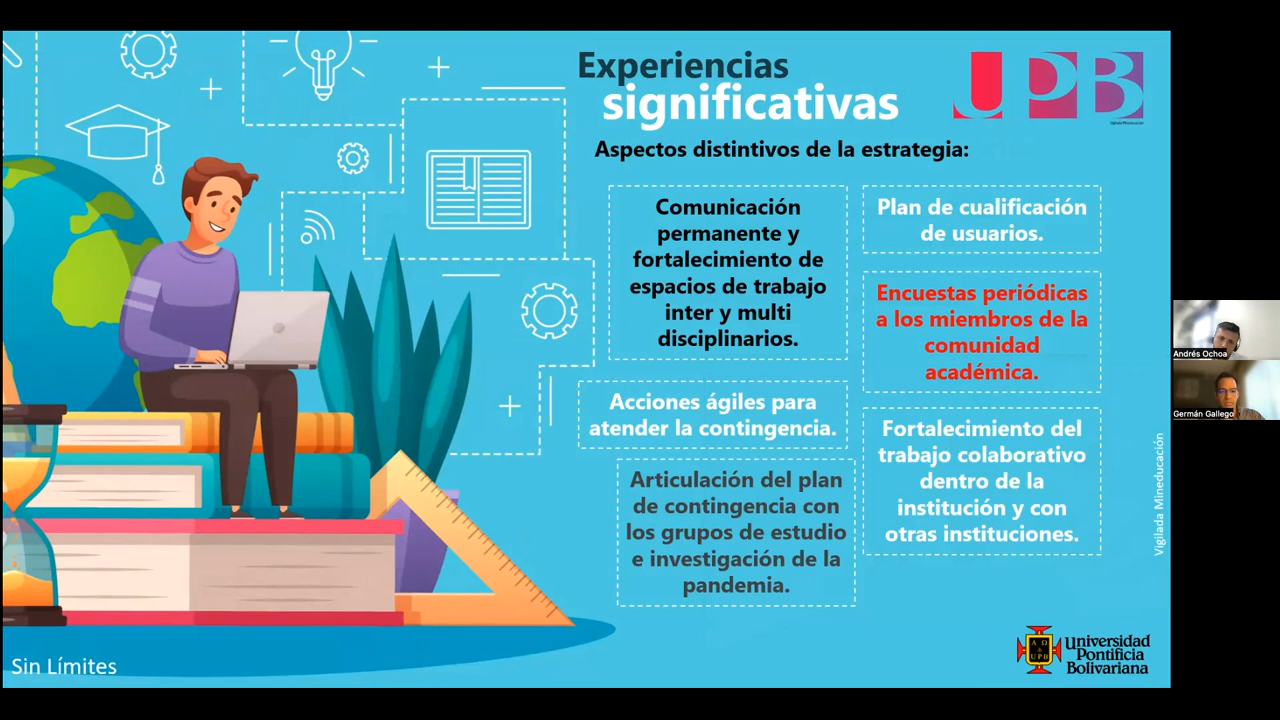 Experiencias
significativas
UPB
Aspectos distintivos de la estrategia:
Comunicación
permanente y
fortalecimiento de
espacios de trabajo
inter y multi
disciplinarios.
Acciones ágiles para
atender la contingencia.
Articulación del plan
de contingencia con
los grupos de estudio
e investigación de la
pandemia.
Plan de cualificación
de usuarios.
Encuestas periódicas
a los miembros de la
comunidad
académica.
Fortalecimiento del
trabajo colaborativo
dentro de la
institución y con
otras instituciones.
Vigilada Mineducación
Andrés Ochoa
Germán Gallego
Sin Límites
A Ω
UPB
Universidad
Pontificia
Bolivariana